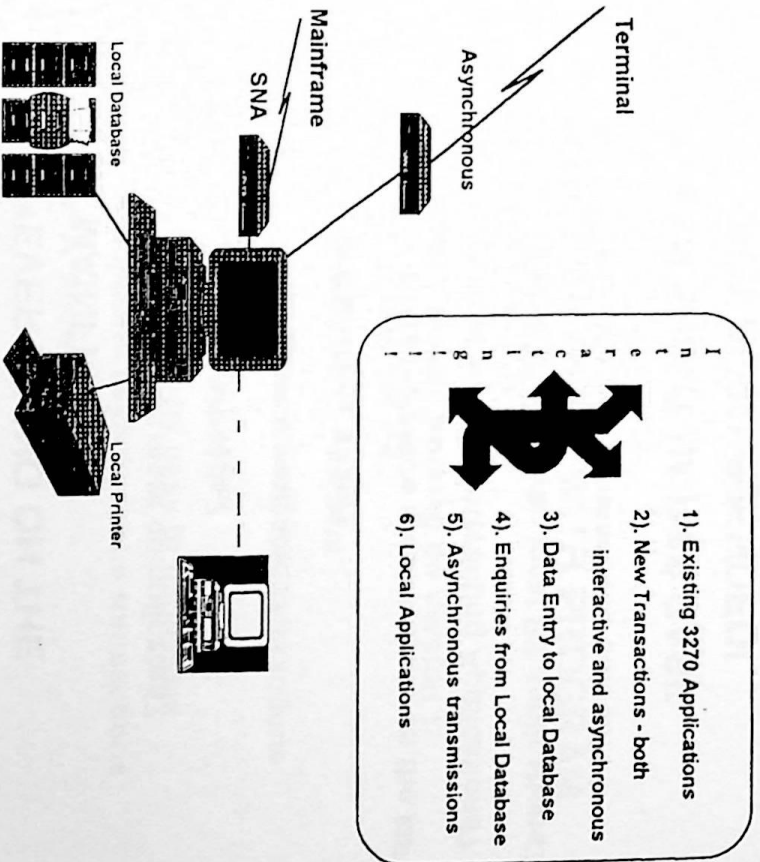 Terminal
Asynchronous
Mainframe
SNA
Local Database
Local Printer
I n t e r a c t i n g ! ! !
1). Existing 3270 Applications
2). New Transactions - both
interactive and asynchronous
3). Data Entry to local Database
4). Enquiries from Local Database
5). Asynchronous transmissions
6). Local Applications